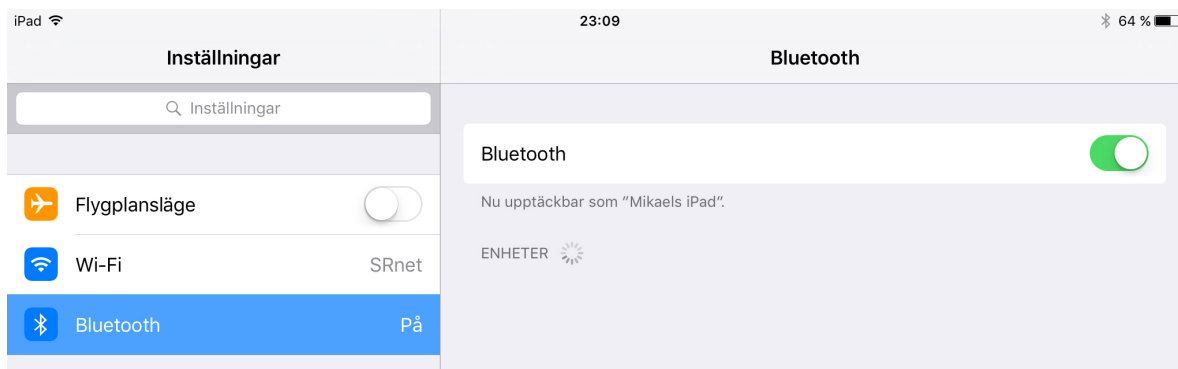 iPad 23:09 64 %
Inställningar
Bluetooth
Inställningar
Bluetooth
Nu upptäckbar som ”Mikaels iPad”.
ENHETER
Flygplansläge
Wi-Fi SRnet
Bluetooth På